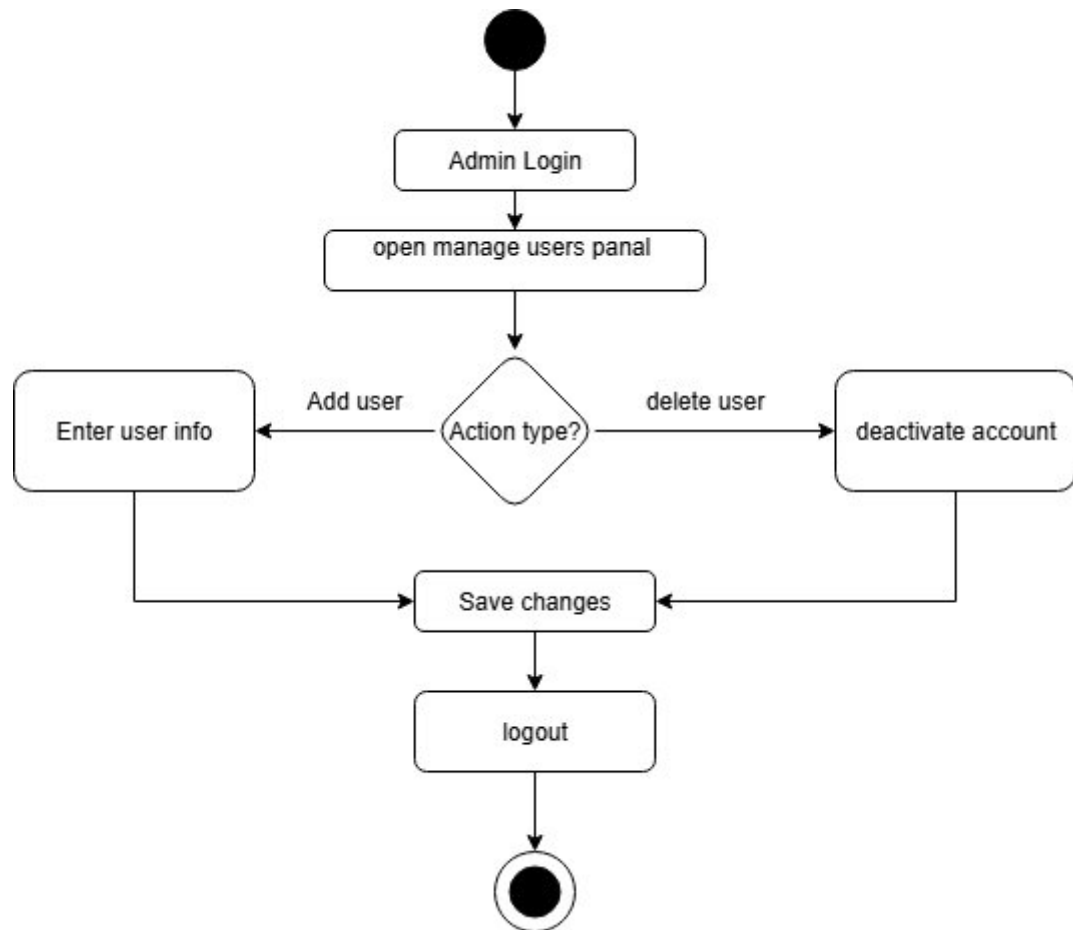 Admin Login
open manage users panal
Add user
delete user
Enter user info
Action type?
deactivate account
Save changes
logout